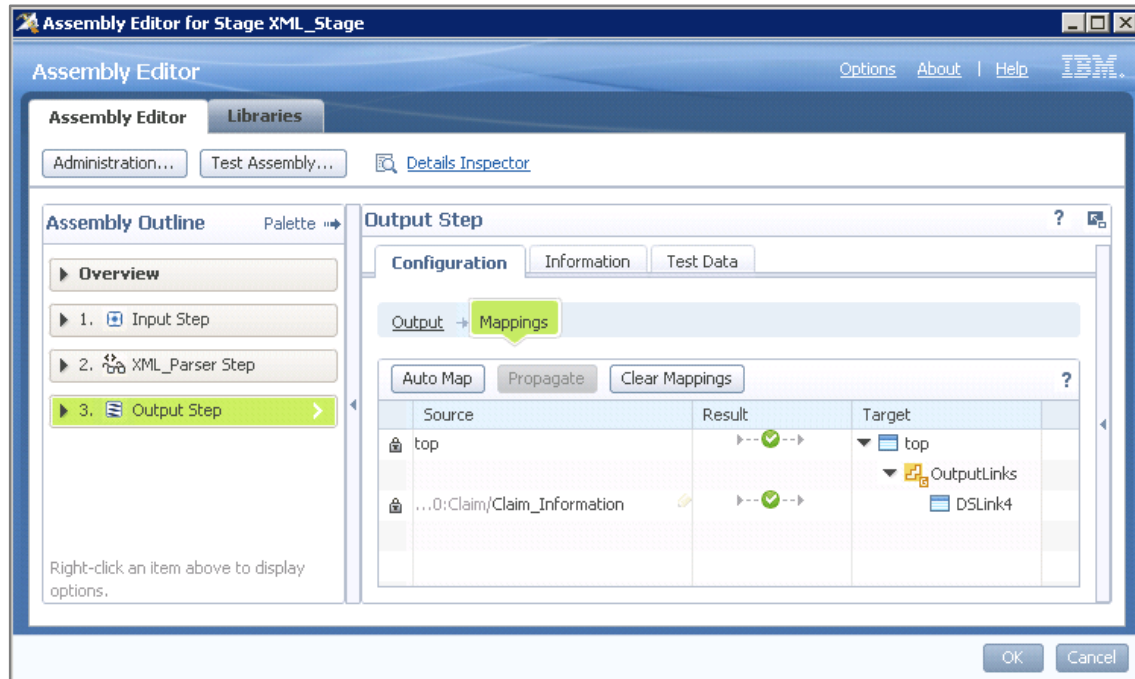 Assembly Editor for Stage XML_Stage
Assembly Editor
Options About | Help IBM.
Assembly Editor Libraries
Administration... Test Assembly... Details Inspector
Assembly Outline Palette
Overview
1. Input Step
2. XML_Parser Step
3. Output Step
Right-click an item above to display
options.
Output Step ?
Configuration Information Test Data
Output Mappings
Auto Map Propagate Clear Mappings ?
Source Result Target
top top
OutputLinks
...0:Claim/Claim_Information DSLink4
OK Cancel